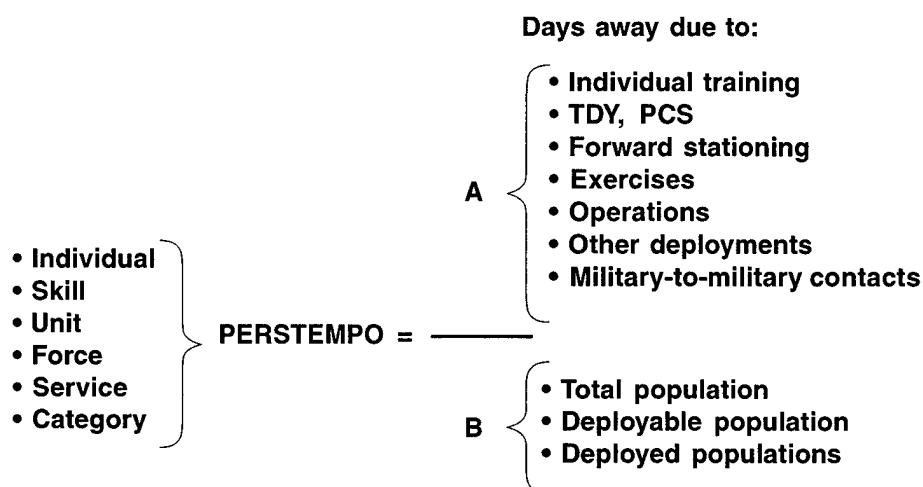 Days away due to:
• Individual training
• TDY, PCS
• Forward stationing
• Exercises
• Operations
• Other deployments
• Military-to-military contacts
A
• Individual
• Skill
• Unit
• Force
• Service
• Category
PERSTEMPO =
B
• Total population
• Deployable population
• Deployed populations